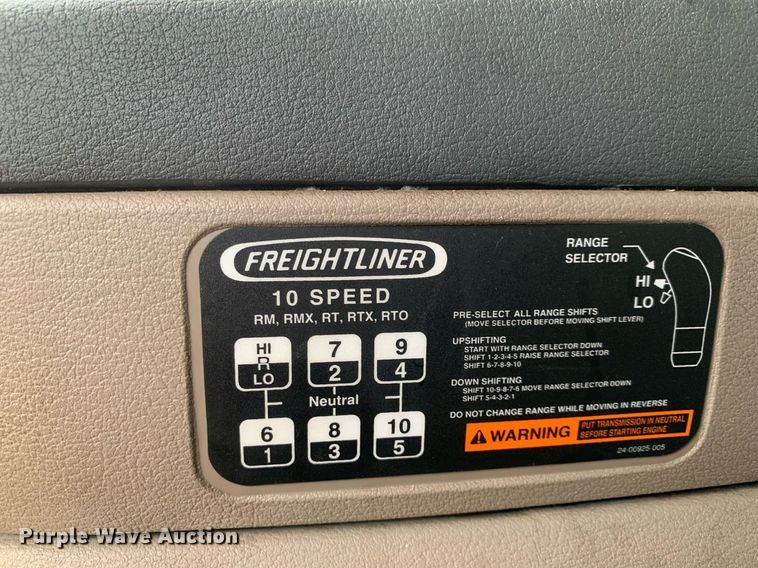 FREIGHTLINER
10 SPEED
RM, RMX, RT, RTX, RTO
HI
R
LO
7
2
9
4
Neutral
6
1
8
3
10
5
RANGE
SELECTOR
HI
LO
PRE-SELECT ALL RANGE SHIFTS
(MOVE SELECTOR BEFORE MOVING SHIFT LEVER)
UPSHIFTING
START WITH RANGE SELECTOR DOWN
SHIFT 1-2-3-4-5 RAISE RANGE SELECTOR
SHIFT 6-7-8-9-10
DOWN SHIFTING
SHIFT 10-9-8-7-6 MOVE RANGE SELECTOR DOWN
SHIFT 5-4-3-2-1
DO NOT CHANGE RANGE WHILE MOVING IN REVERSE
WARNING
PUT TRANSMISSION IN NEUTRAL
BEFORE STARTING ENGINE
24-00925-005
Purple Wave Auction